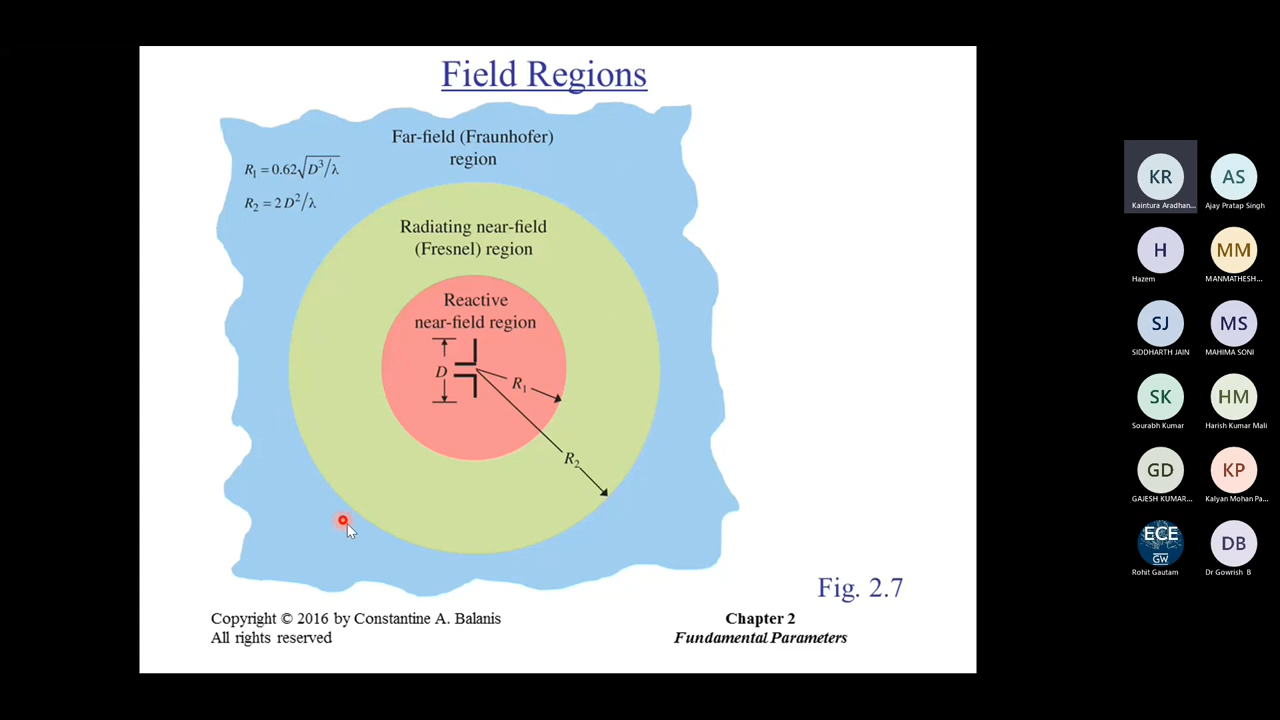 Field Regions
Far-field (Fraunhofer)
region
R₁ = 0.62√D³/λ
R₂ = 2 D²/λ
Radiating near-field
(Fresnel) region
Reactive
near-field region
D
R₁
R₂
Fig. 2.7
Copyright © 2016 by Constantine A. Balanis
All rights reserved
Chapter 2
Fundamental Parameters
KR
Kaintura Aradhan...
AS
Ajay Pratap Singh
H
Hazem
MM
MANMATHESH...
SJ
SIDDHARTH JAIN
MS
MAHIMA SONI
SK
Sourabh Kumar
HM
Harish Kumar Mali
GD
GAJESH KUMAR...
KP
Kalyan Mohan Pa...
ECE
GW
Rohit Gautam
DB
Dr Gowrish B